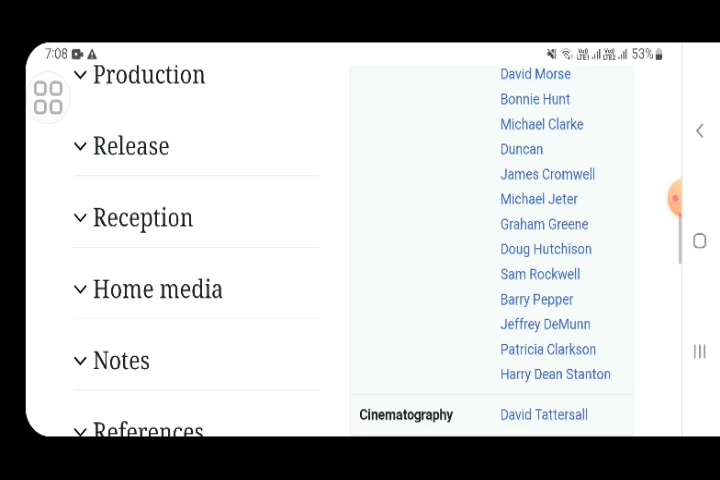 7:08
53%
Production
Release
Reception
Home media
Notes
References
David Morse
Bonnie Hunt
Michael Clarke
Duncan
James Cromwell
Michael Jeter
Graham Greene
Doug Hutchison
Sam Rockwell
Barry Pepper
Jeffrey DeMunn
Patricia Clarkson
Harry Dean Stanton
Cinematography David Tattersall